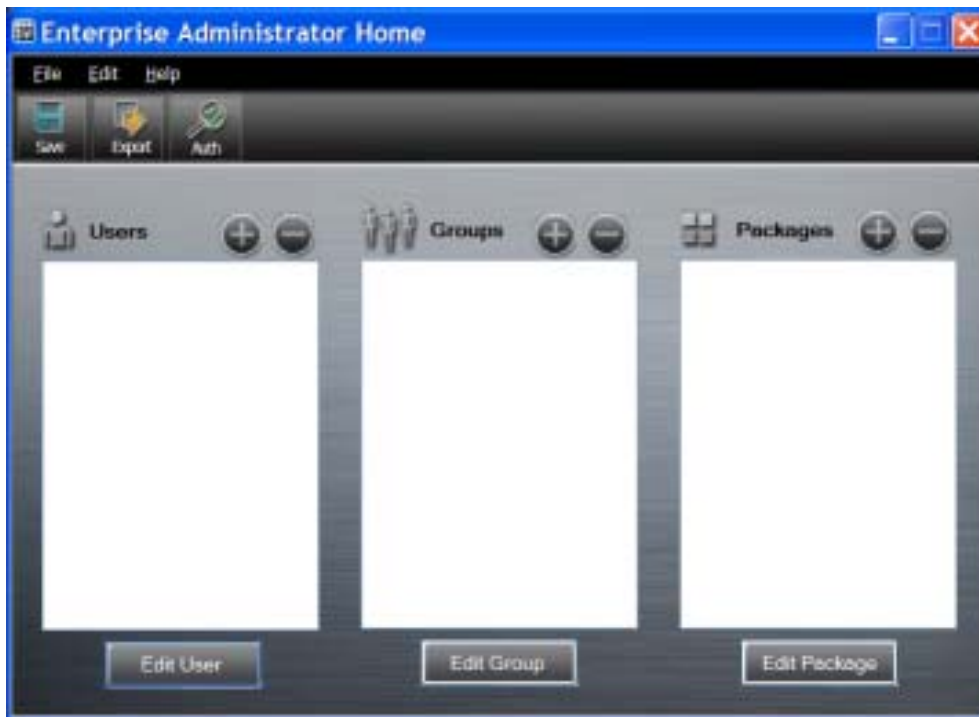 Enterprise Administrator Home
File Edit Help
Save Export Auth
Users Groups Packages
Edit User Edit Group Edit Package